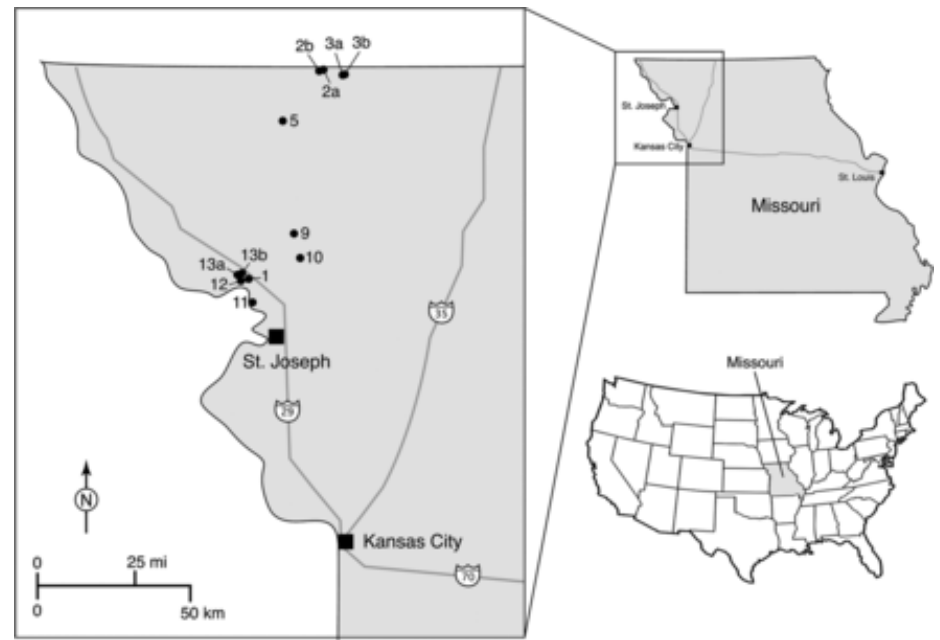 2b
3a
3b
2a
5
9
10
13a
13b
12
1
11
St. Joseph
29
35
N
Kansas City
70
0
25 mi
0
50 km
St. Joseph
Kansas City
St. Louis
Missouri
Missouri